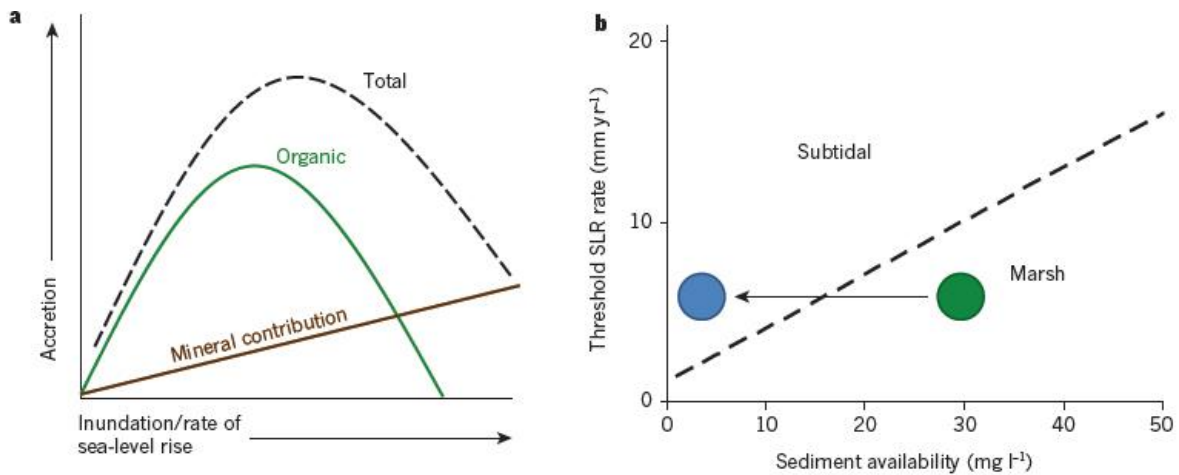 a
Total
Organic
Mineral contribution
Accretion
Inundation/rate of
sea-level rise
b
20
10
0
Threshold SLR rate (mm yr⁻¹)
Subtidal
Marsh
0 10 20 30 40 50
Sediment availability (mg l⁻¹)